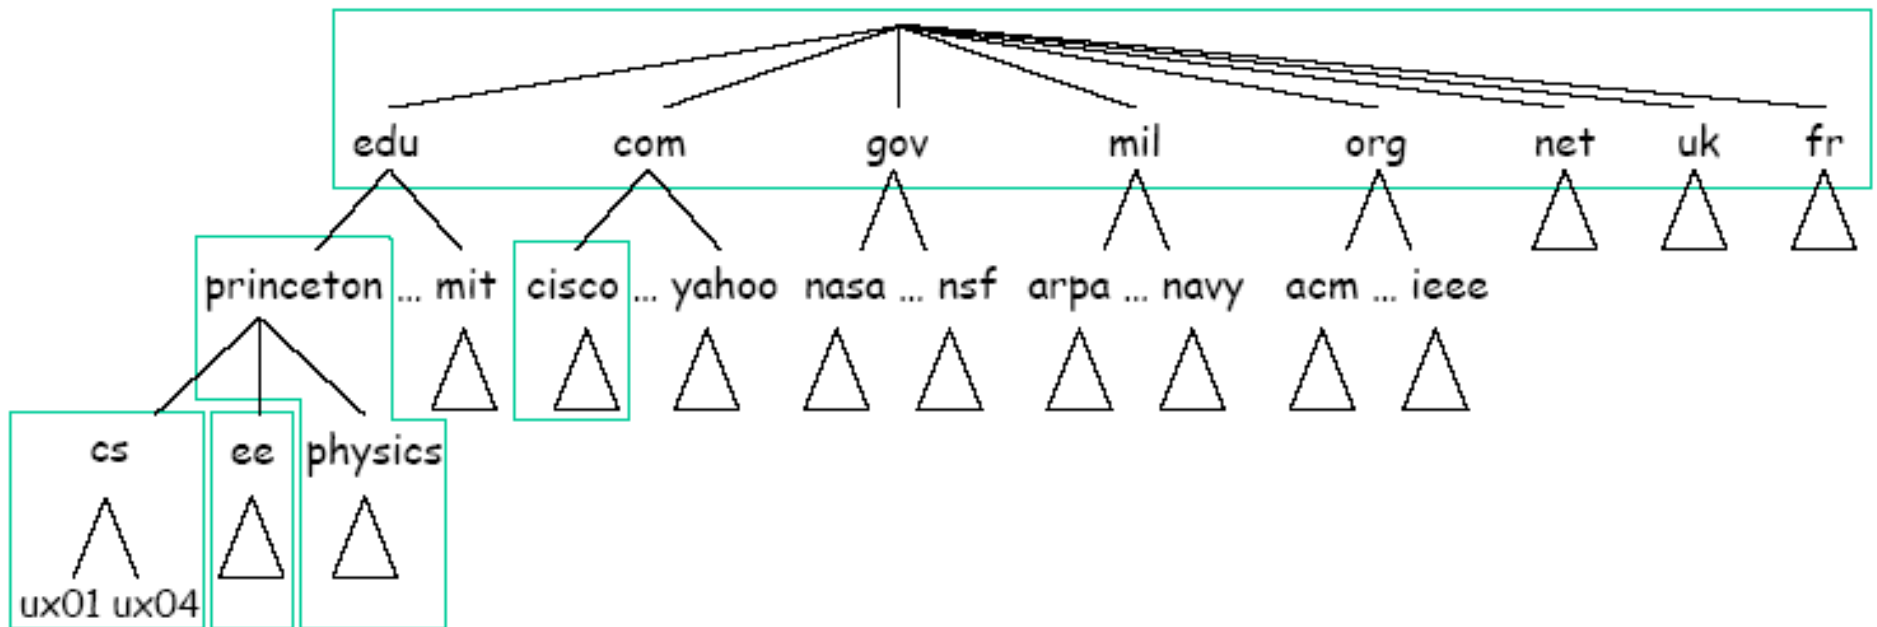 edu com gov mil org net uk fr
princeton ... mit cisco ... yahoo nasa ... nsf arpa ... navy acm ... ieee
cs ee physics
ux01 ux04